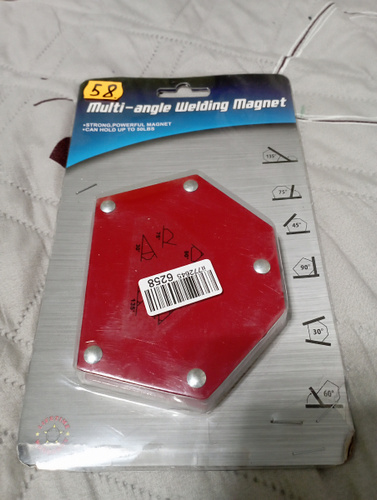 58
Multi-angle Welding Magnet
•STRONG,POWERFUL MAGNET
•CAN HOLD UP TO 50LBS
135°
75°
45°
90°
30°
60°
8772645 6258